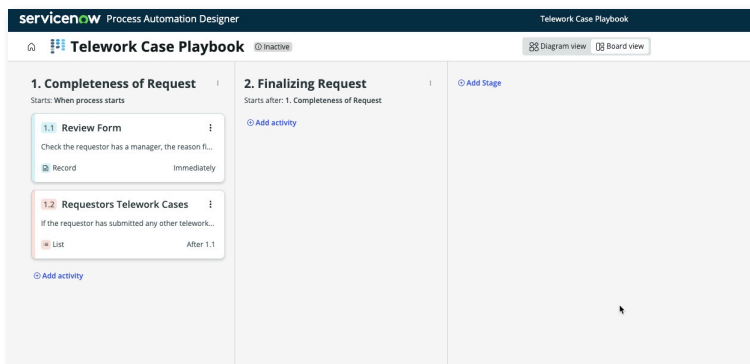 servicenow Process Automation Designer
Telework Case Playbook
Telework Case Playbook
Inactive
Diagram view
Board view
1. Completeness of Request
Starts: When process starts
1.1 Review Form
Check the requestor has a manager, the reason fi...
Record
Immediately
1.2 Requestors Telework Cases
If the requestor has submitted any other telework...
List
After 1.1
Add activity
2. Finalizing Request
Starts after: 1. Completeness of Request
Add activity
Add Stage